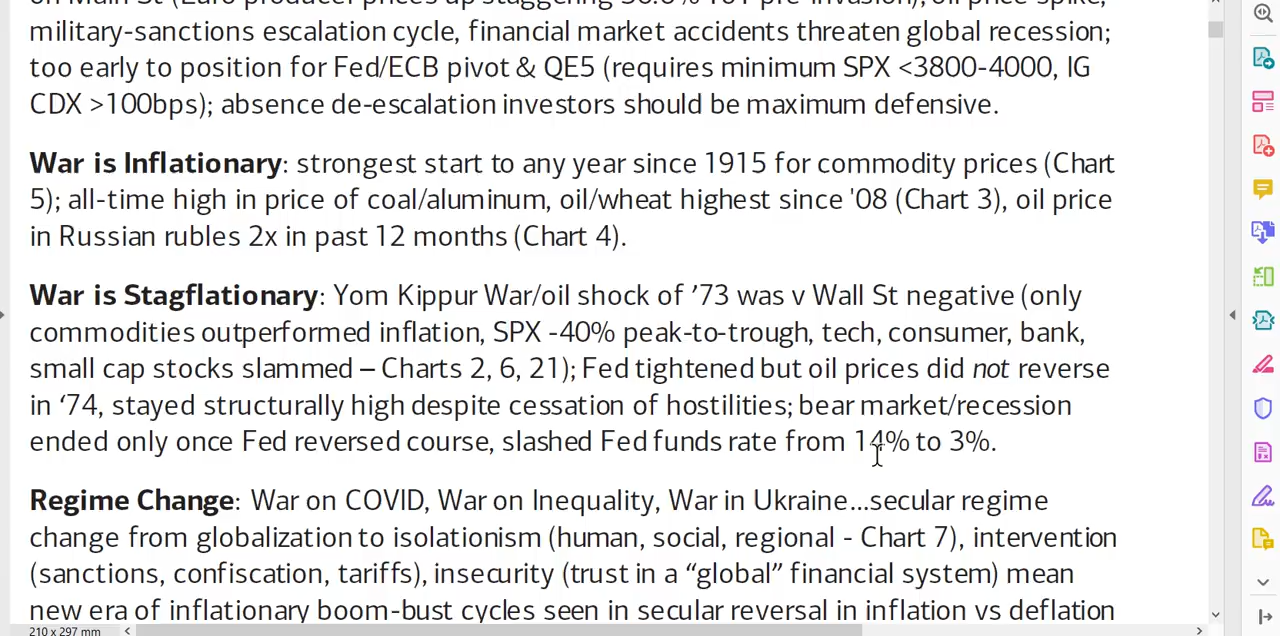 military-sanctions escalation cycle, financial market accidents threaten global recession;
too early to position for Fed/ECB pivot & QE5 (requires minimum SPX <3800-4000, IG
CDX >100bps); absence de-escalation investors should be maximum defensive.
War is Inflationary: strongest start to any year since 1915 for commodity prices (Chart
5); all-time high in price of coal/aluminum, oil/wheat highest since '08 (Chart 3), oil price
in Russian rubles 2x in past 12 months (Chart 4).
War is Stagflationary: Yom Kippur War/oil shock of ’73 was v Wall St negative (only
commodities outperformed inflation, SPX -40% peak-to-trough, tech, consumer, bank,
small cap stocks slammed – Charts 2, 6, 21); Fed tightened but oil prices did not reverse
in ‘74, stayed structurally high despite cessation of hostilities; bear market/recession
ended only once Fed reversed course, slashed Fed funds rate from 14% to 3%.
Regime Change: War on COVID, War on Inequality, War in Ukraine…secular regime
change from globalization to isolationism (human, social, regional - Chart 7), intervention
(sanctions, confiscation, tariffs), insecurity (trust in a “global” financial system) mean
new era of inflationary boom-bust cycles seen in secular reversal in inflation vs deflation
210 x 297 mm